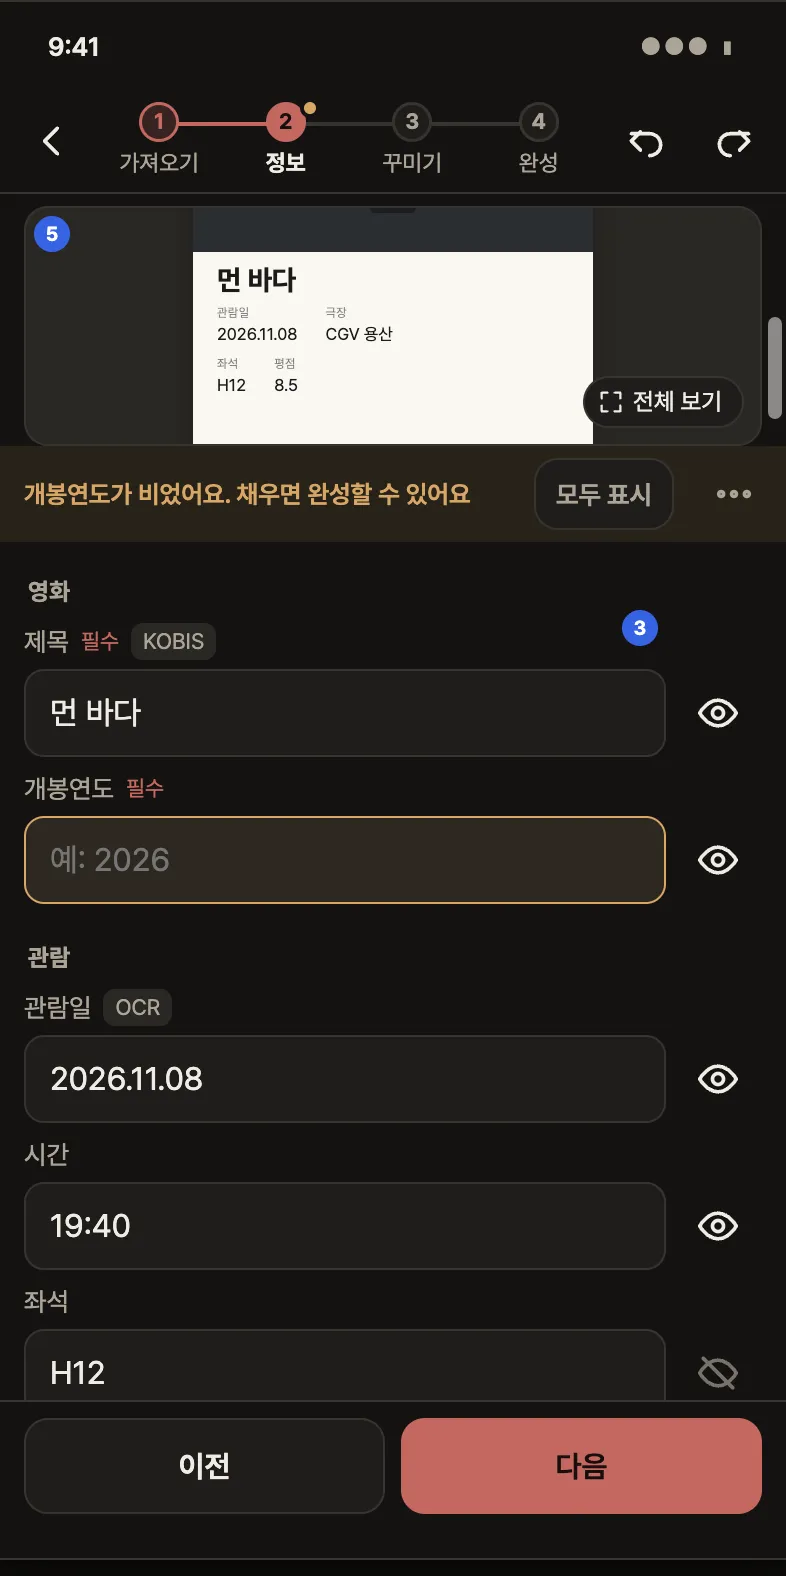 9:41
1 2 3 4
가져오기 정보 꾸미기 완성
5
먼 바다
관람일 극장
2026.11.08 CGV 용산
좌석 평점
H12 8.5
전체 보기
개봉연도가 비었어요. 채우면 완성할 수 있어요 모두 표시
영화
3
제목 필수 KOBIS
먼 바다
개봉연도 필수
예: 2026
관람
관람일 OCR
2026.11.08
시간
19:40
좌석
H12
이전 다음